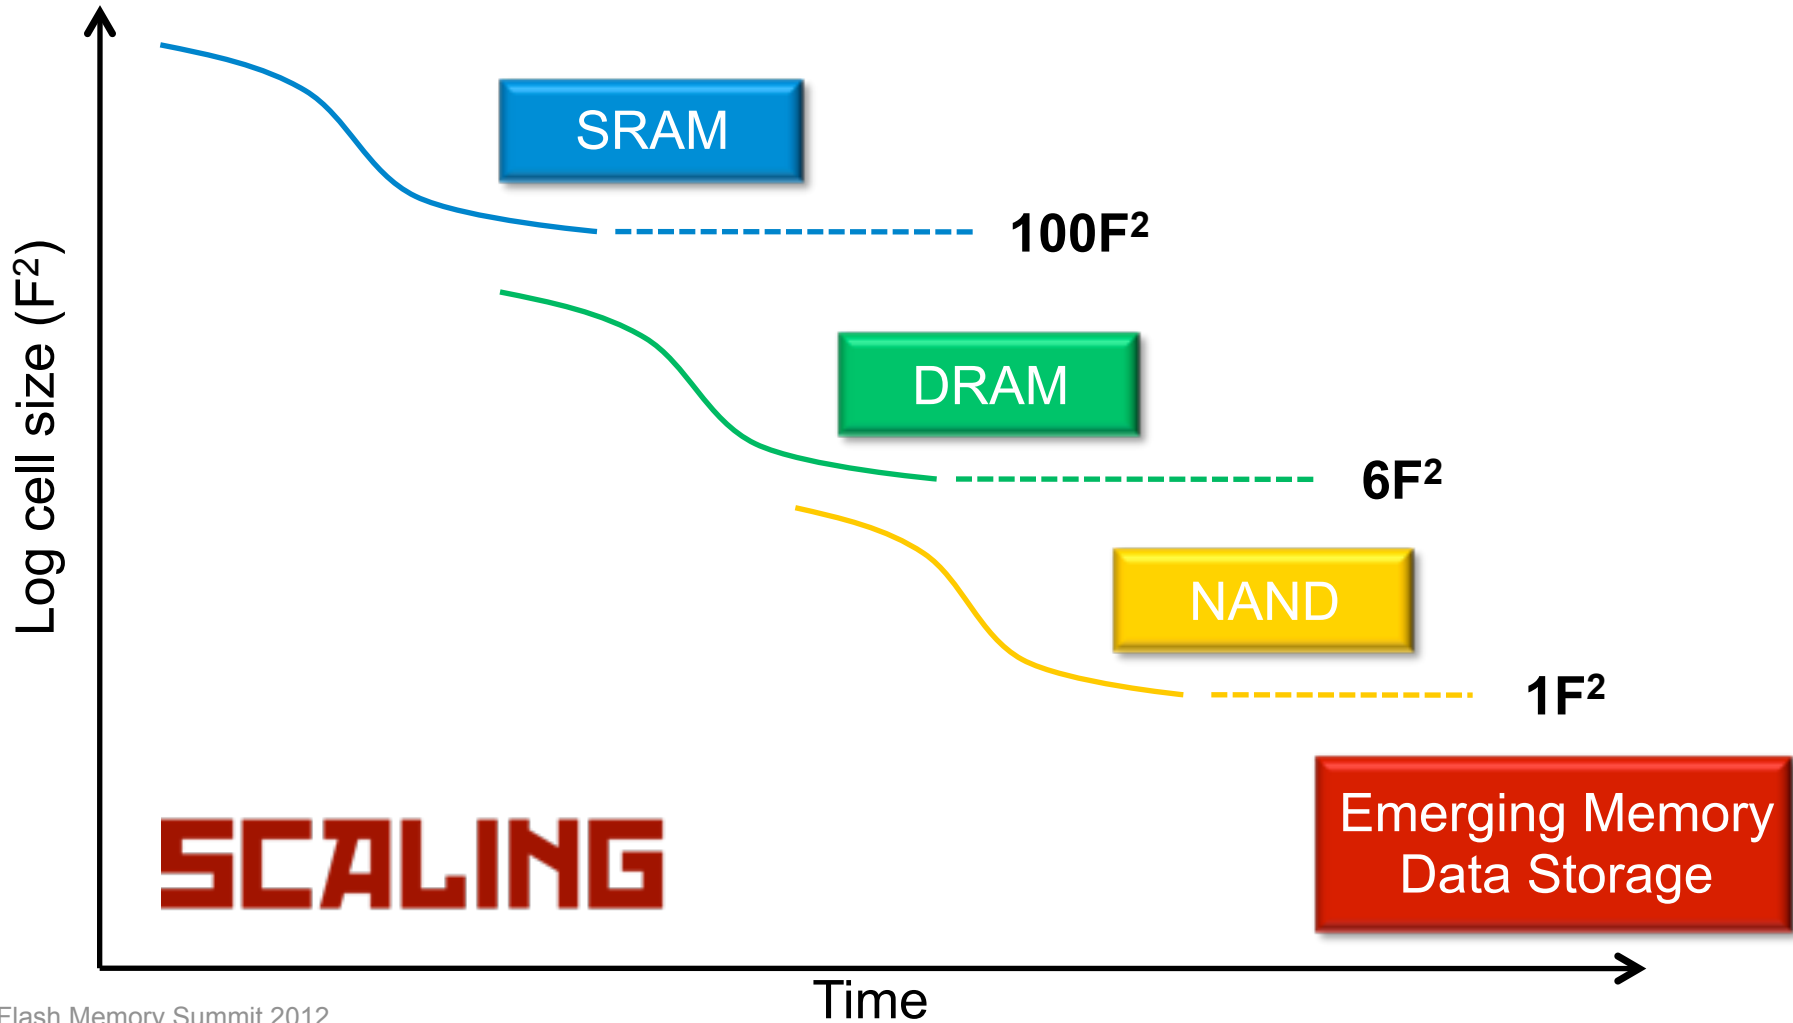 SRAM
100F²
Log cell size (F²)
DRAM
6F²
NAND
1F²
Emerging Memory
Data Storage
SCALING
Time
Flash Memory Summit 2012